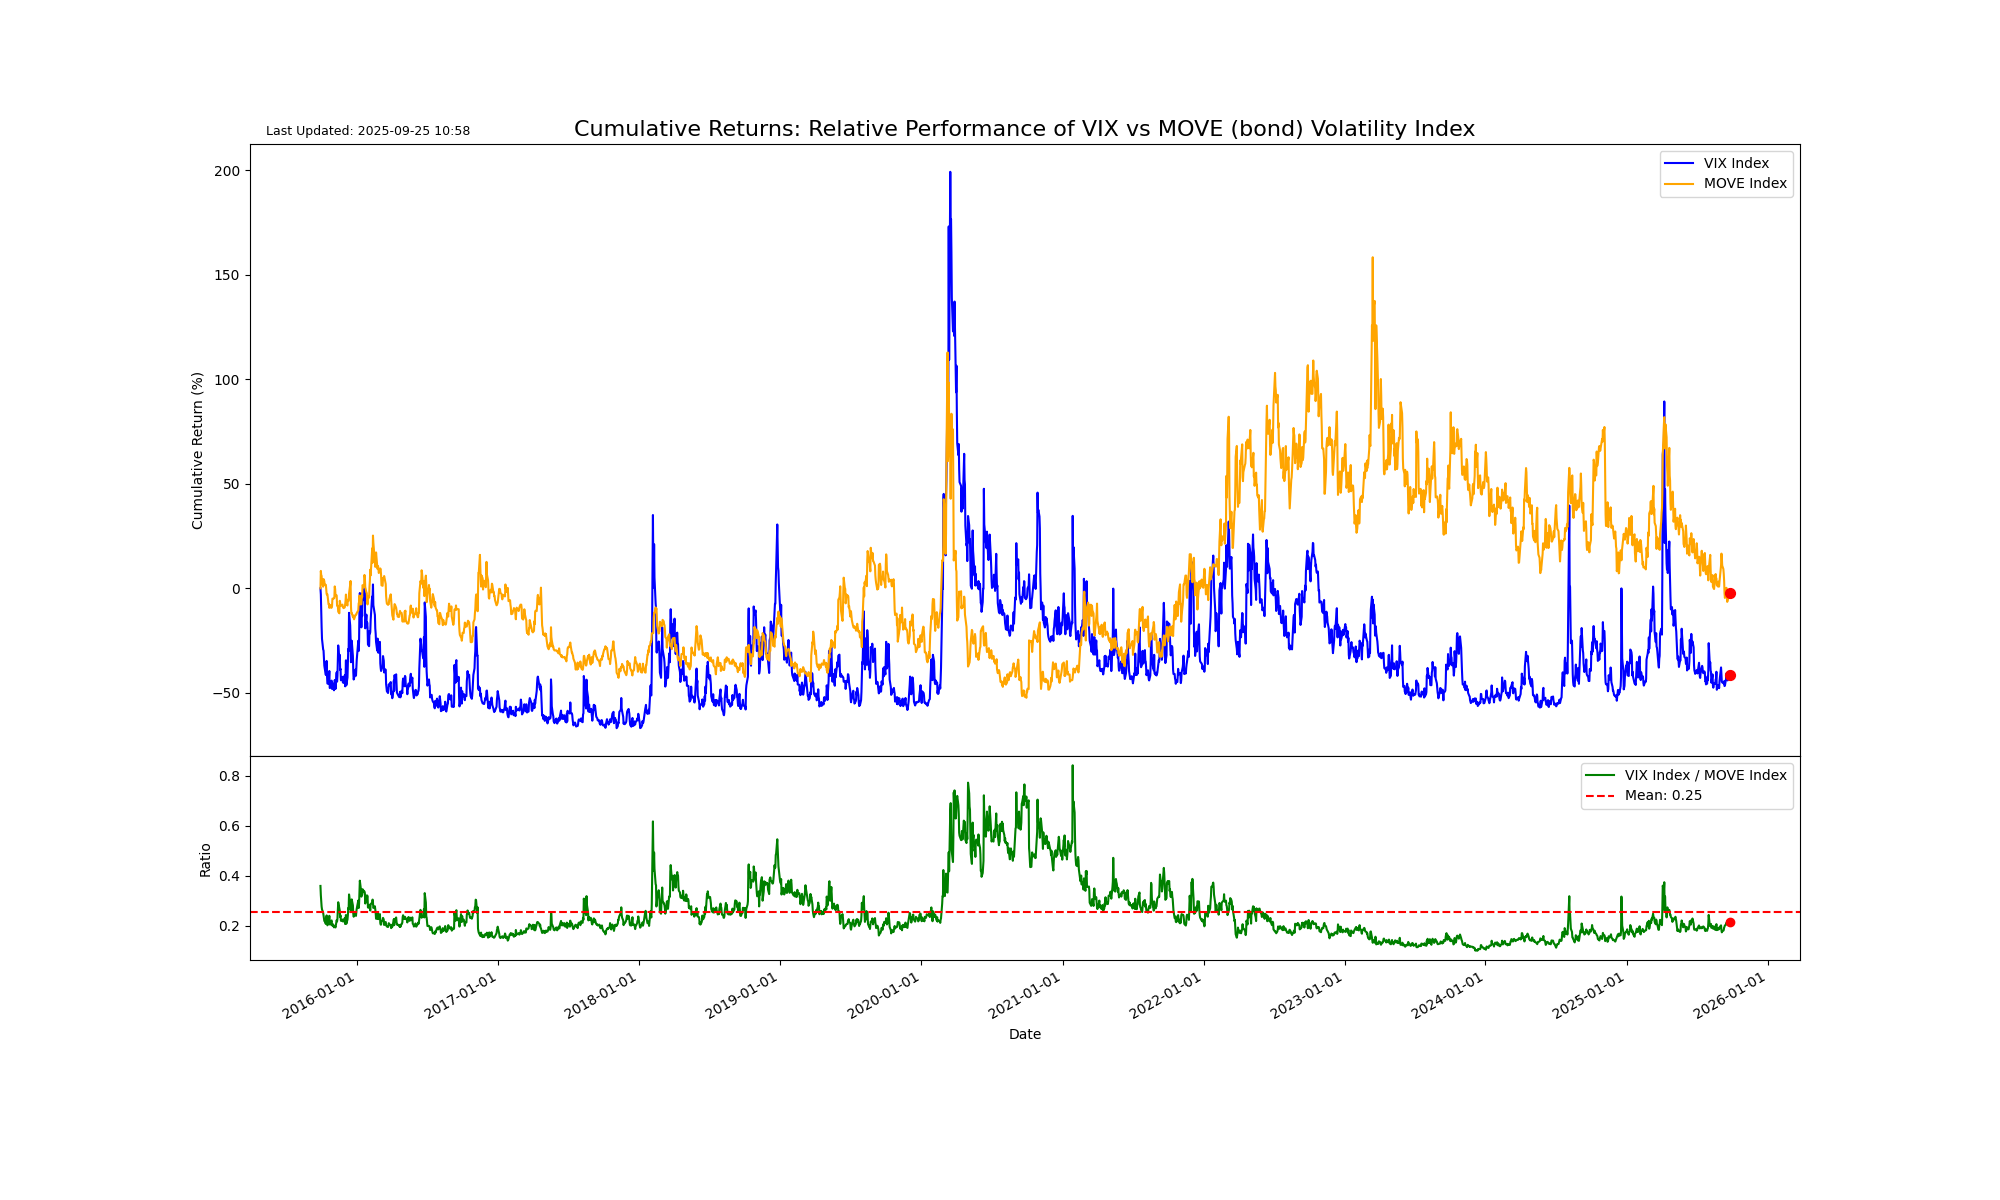 Last Updated: 2025-09-25 10:58
Cumulative Returns: Relative Performance of VIX vs MOVE (bond) Volatility Index
VIX Index
MOVE Index
Cumulative Return (%)
200
150
100
50
0
−50
VIX Index / MOVE Index
Mean: 0.25
Ratio
0.8
0.6
0.4
0.2
2016-01-01
2017-01-01
2018-01-01
2019-01-01
2020-01-01
2021-01-01
2022-01-01
2023-01-01
2024-01-01
2025-01-01
2026-01-01
Date